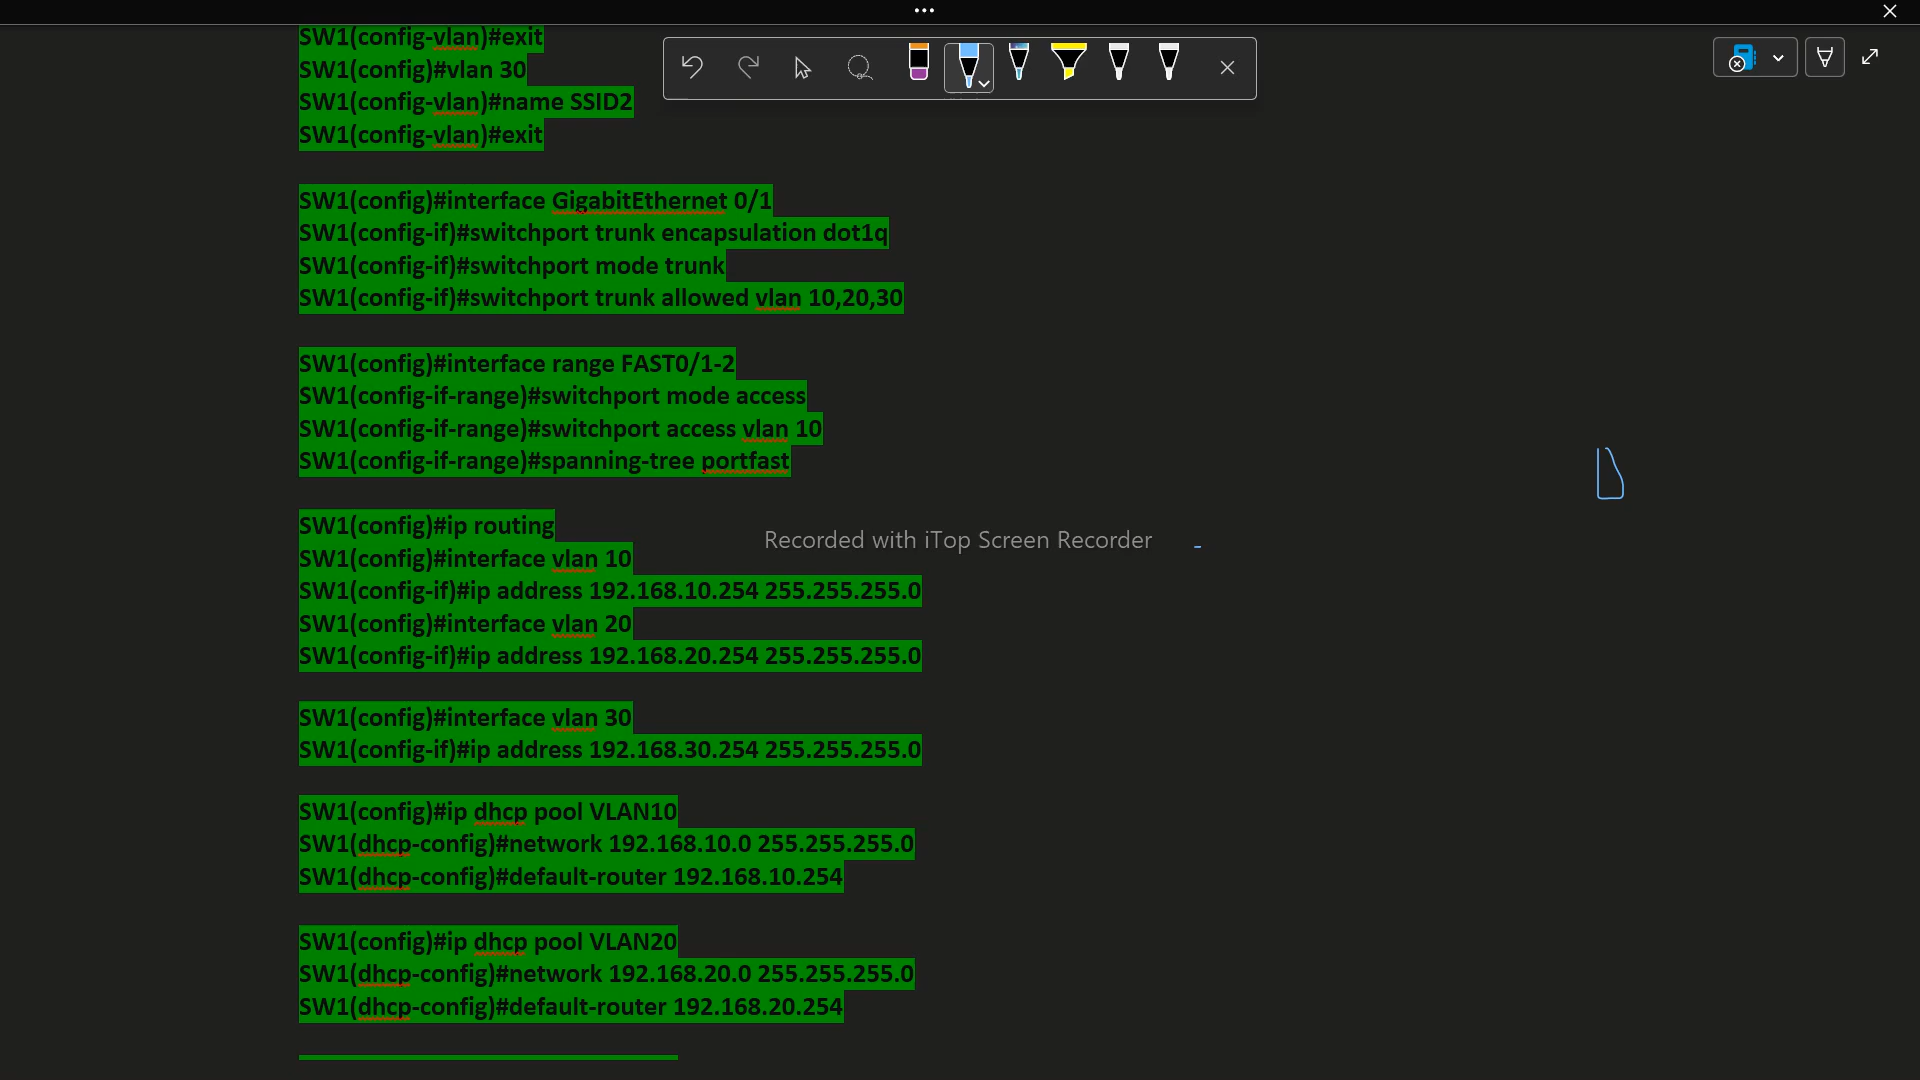 SW1(config-vlan)#exit
SW1(config)#vlan 30
SW1(config-vlan)#name SSID2
SW1(config-vlan)#exit
SW1(config)#interface GigabitEthernet 0/1
SW1(config-if)#switchport trunk encapsulation dot1q
SW1(config-if)#switchport mode trunk
SW1(config-if)#switchport trunk allowed vlan 10,20,30
SW1(config)#interface range FAST0/1-2
SW1(config-if-range)#switchport mode access
SW1(config-if-range)#switchport access vlan 10
SW1(config-if-range)#spanning-tree portfast
SW1(config)#ip routing
Recorded with iTop Screen Recorder
SW1(config)#interface vlan 10
SW1(config-if)#ip address 192.168.10.254 255.255.255.0
SW1(config)#interface vlan 20
SW1(config-if)#ip address 192.168.20.254 255.255.255.0
SW1(config)#interface vlan 30
SW1(config-if)#ip address 192.168.30.254 255.255.255.0
SW1(config)#ip dhcp pool VLAN10
SW1(dhcp-config)#network 192.168.10.0 255.255.255.0
SW1(dhcp-config)#default-router 192.168.10.254
SW1(config)#ip dhcp pool VLAN20
SW1(dhcp-config)#network 192.168.20.0 255.255.255.0
SW1(dhcp-config)#default-router 192.168.20.254